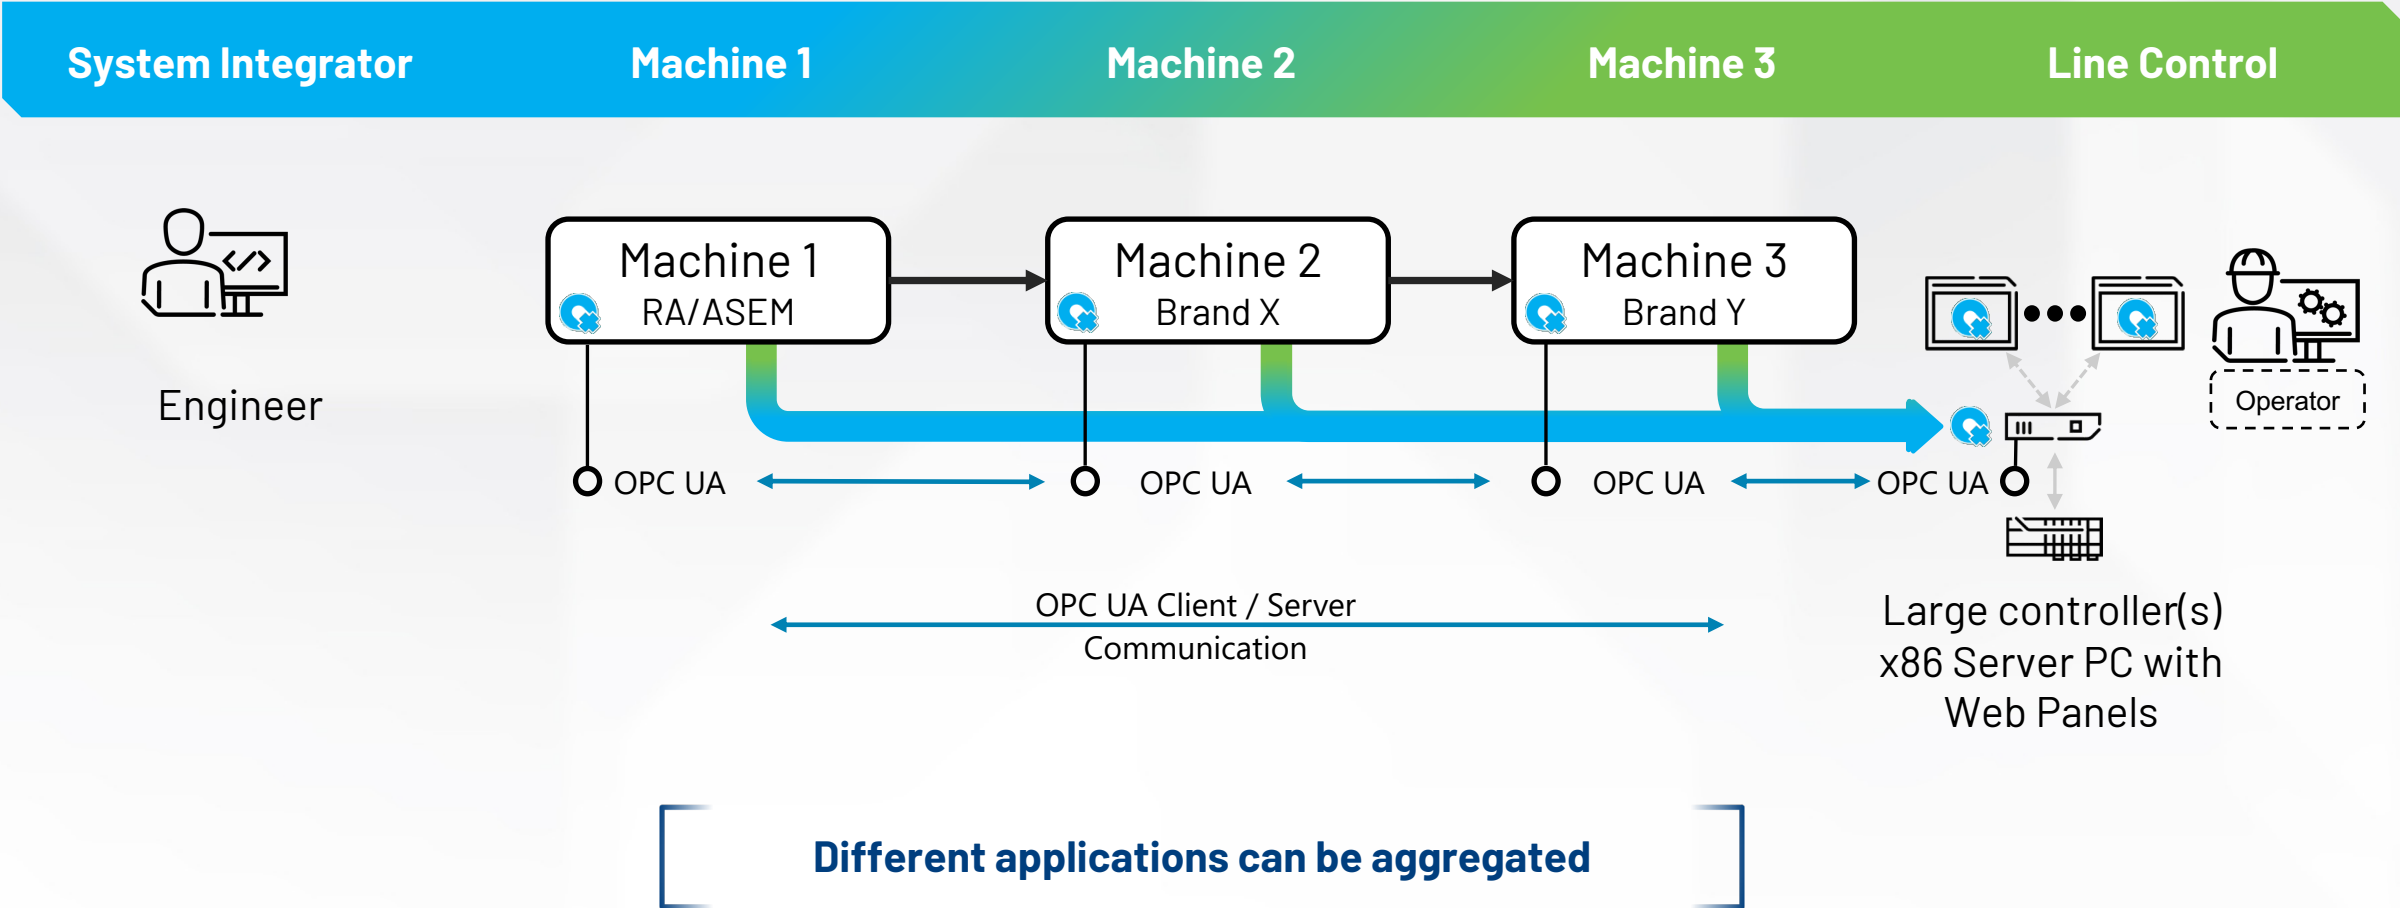 System Integrator
Machine 1
Machine 2
Machine 3
Line Control
Machine 1
RA/ASEM
Machine 2
Brand X
Machine 3
Brand Y
</>
Engineer
Operator
OPC UA
OPC UA
OPC UA
OPC UA
OPC UA Client / Server
Communication
Large controller(s)
x86 Server PC with
Web Panels
Different applications can be aggregated